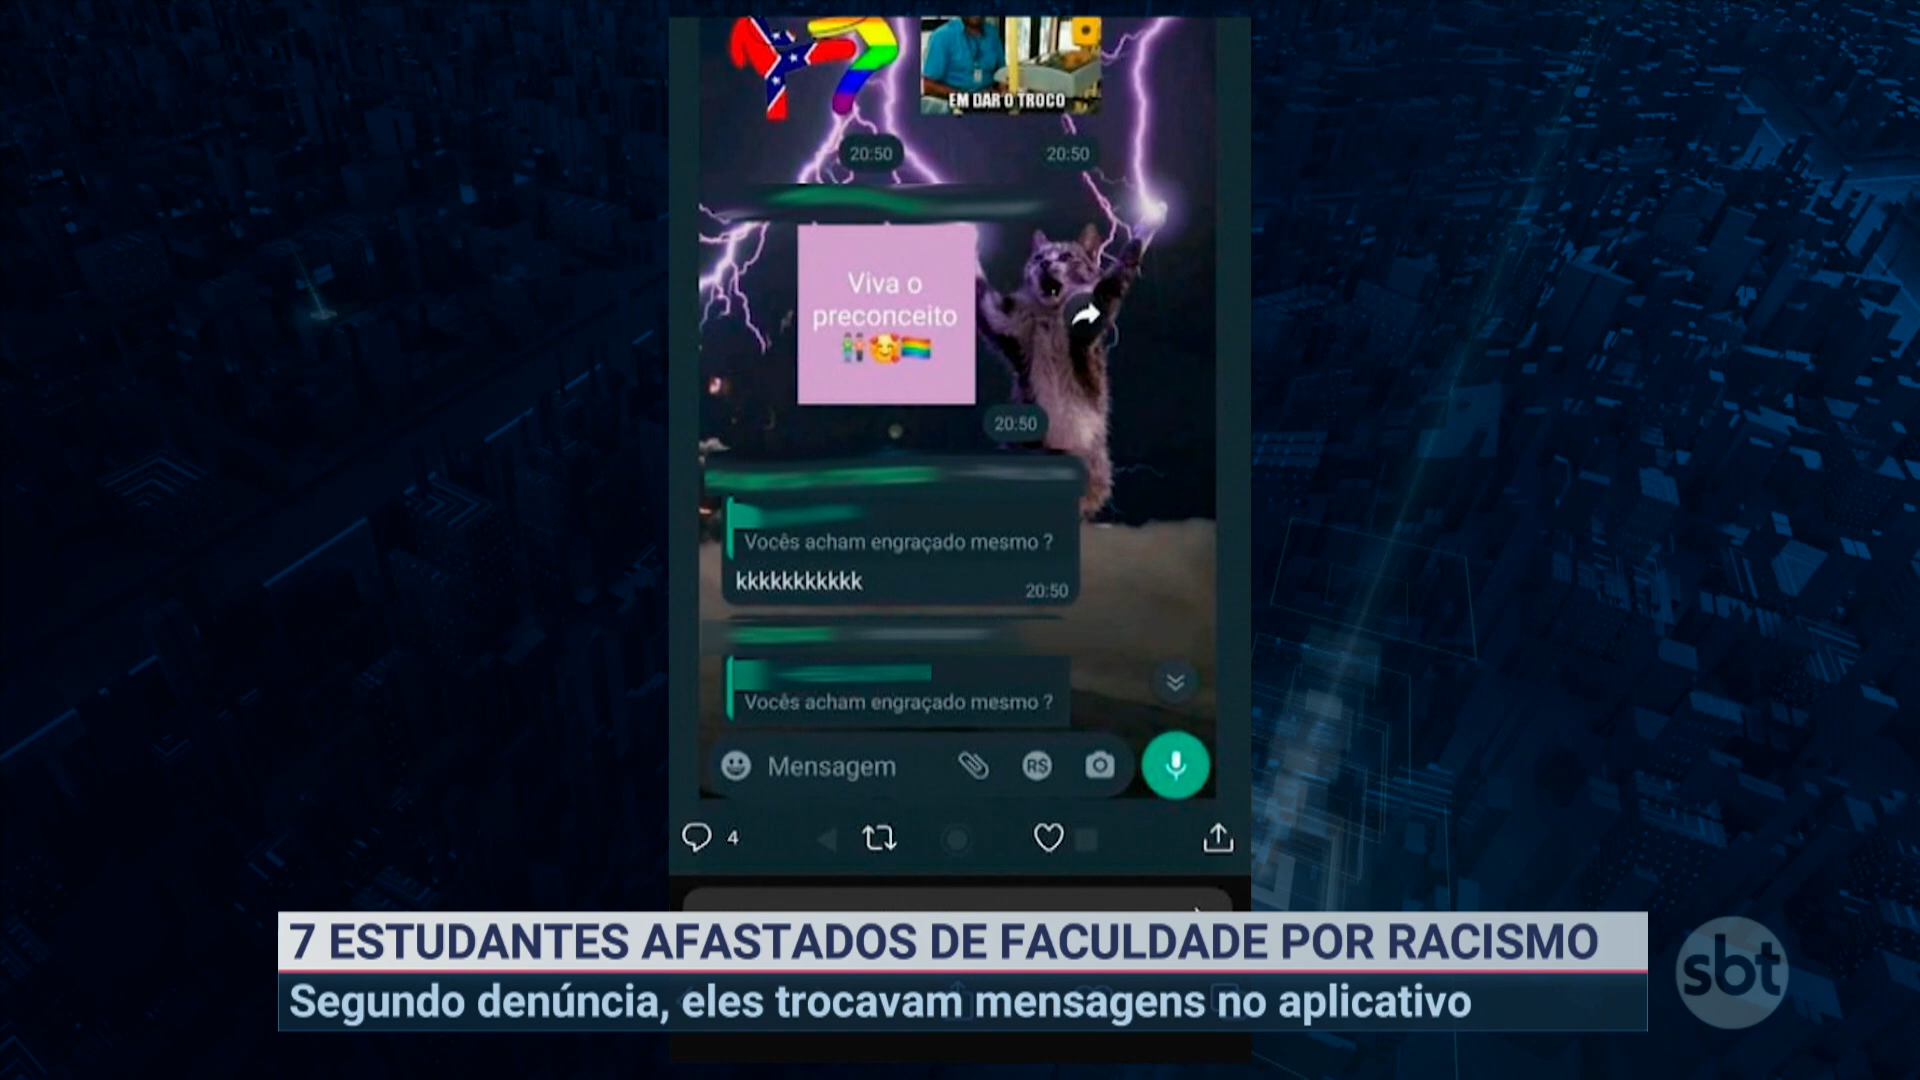 EM DAR O TROCO
20:50
20:50
Viva o
preconceito
20:50
Vocês acham engraçado mesmo ?
kkkkkkkkkkk
20:50
Vocês acham engraçado mesmo ?
Mensagem
R$
4
7 ESTUDANTES AFASTADOS DE FACULDADE POR RACISMO
Segundo denúncia, eles trocavam mensagens no aplicativo
sbt